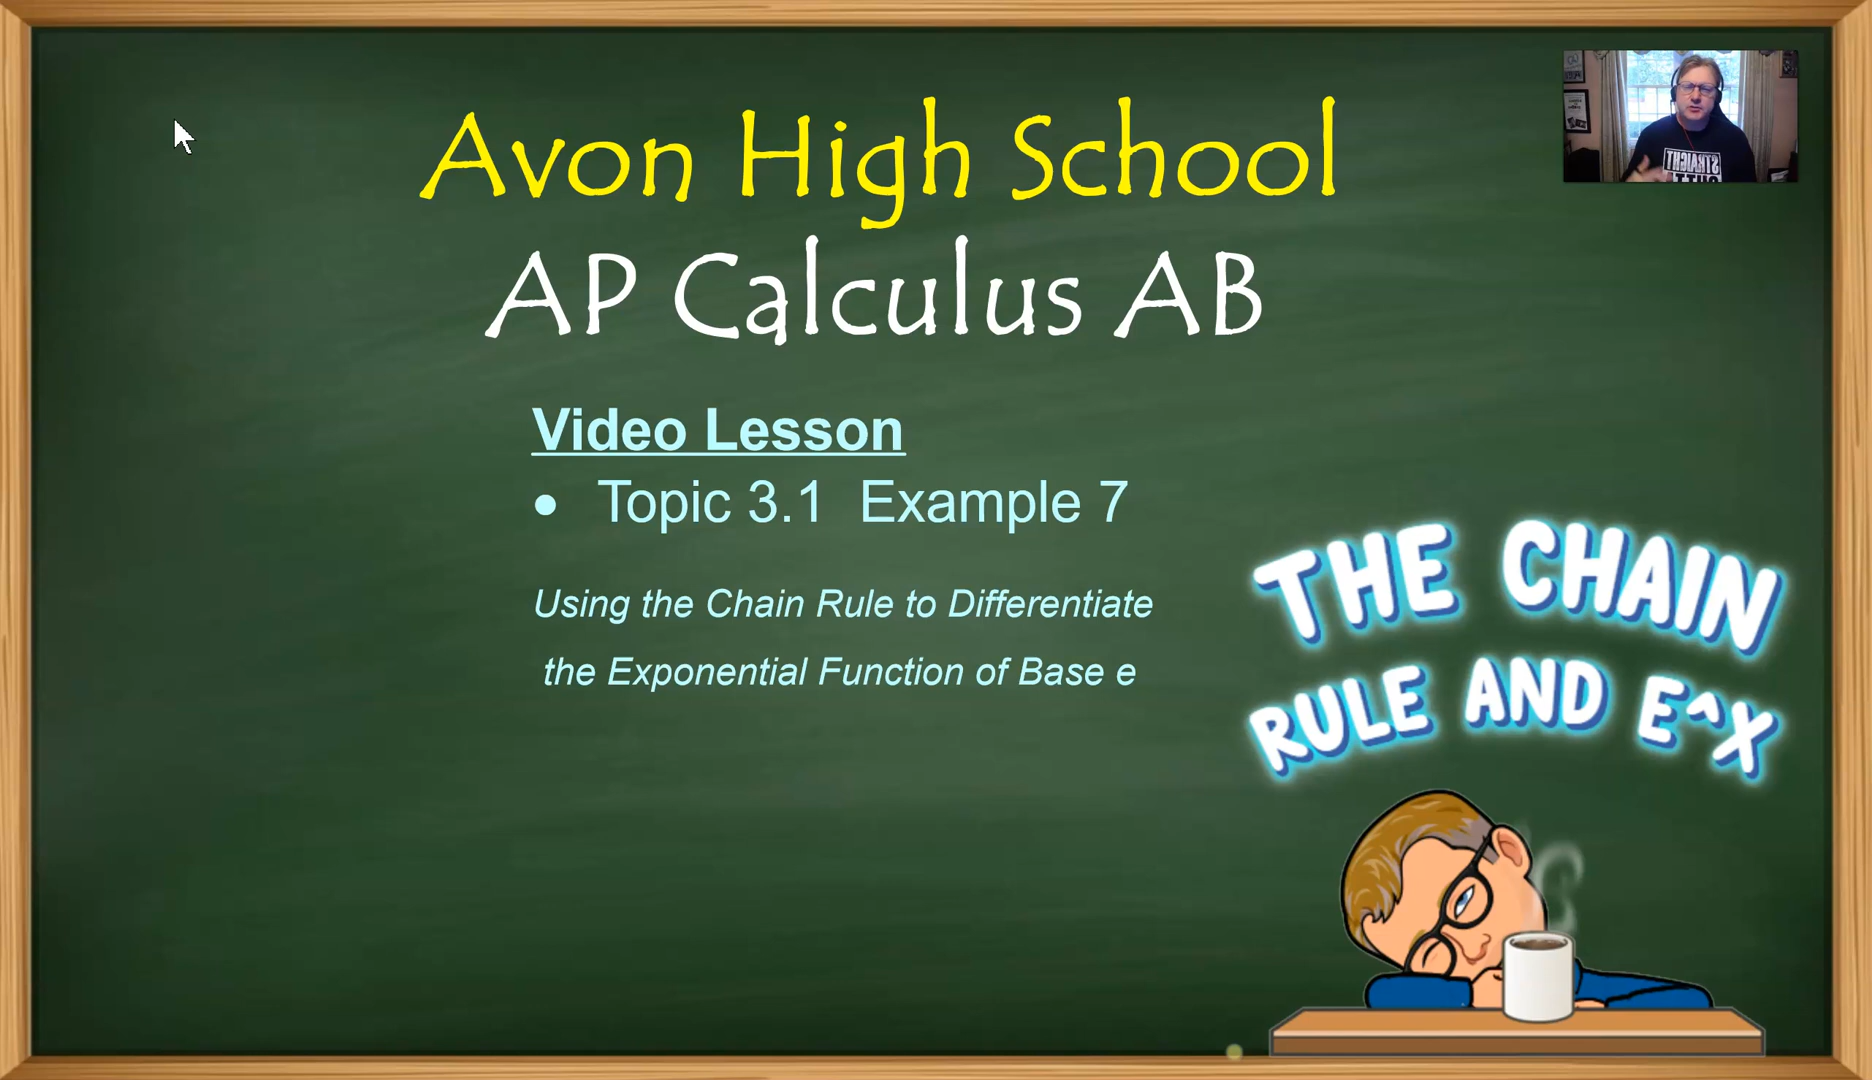 Avon High School
AP Calculus AB
Video Lesson
• Topic 3.1 Example 7
Using the Chain Rule to Differentiate
the Exponential Function of Base e
THE CHAIN
RULE AND E^X
STRAIGHT